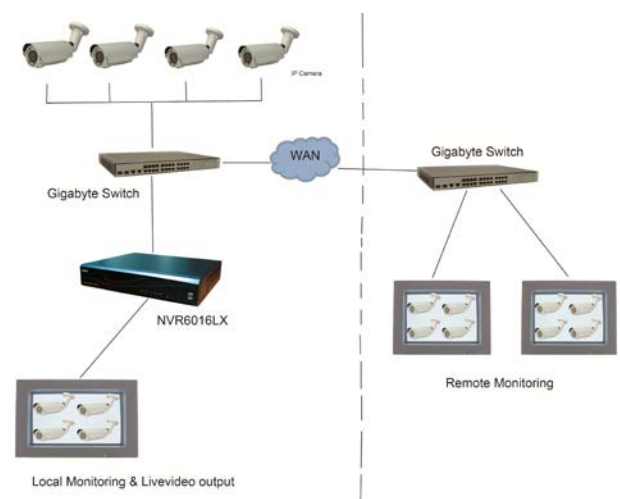 IP Camera
WAN
Gigabyte Switch
Gigabyte Switch
NVR6016LX
Remote Monitoring
Local Monitoring & Livevideo output